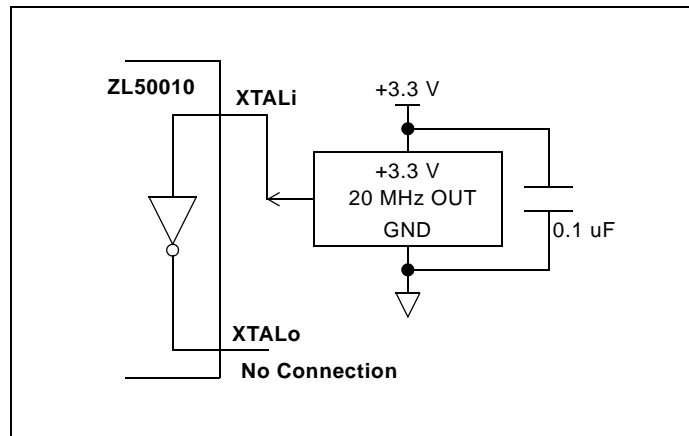 ZL50010
XTALi
+3.3 V
+3.3 V
20 MHz OUT
GND
0.1 uF
XTALo
No Connection